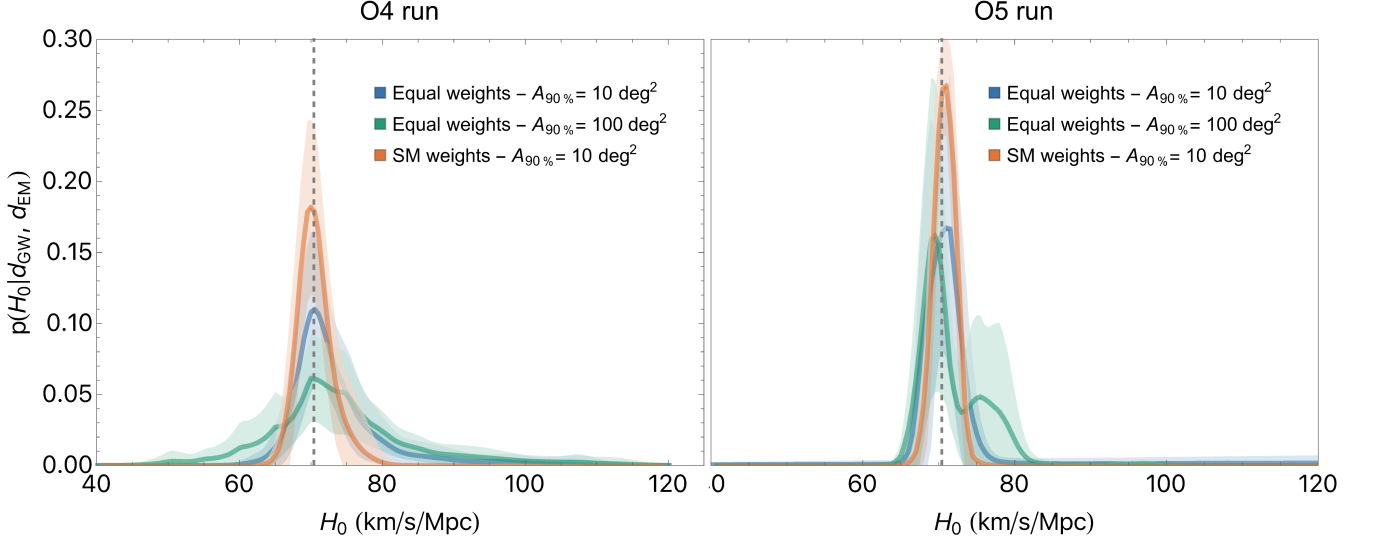 O4 run
O5 run
0.30
0.25
0.20
0.15
0.10
0.05
0.00
p(H₀|d_GW, d_EM)
Equal weights – A₉₀ % = 10 deg²
Equal weights – A₉₀ % = 100 deg²
SM weights – A₉₀ % = 10 deg²
Equal weights – A₉₀ % = 10 deg²
Equal weights – A₉₀ % = 100 deg²
SM weights – A₉₀ % = 10 deg²
40 60 80 100 120
0 60 80 100 120
H₀ (km/s/Mpc)
H₀ (km/s/Mpc)